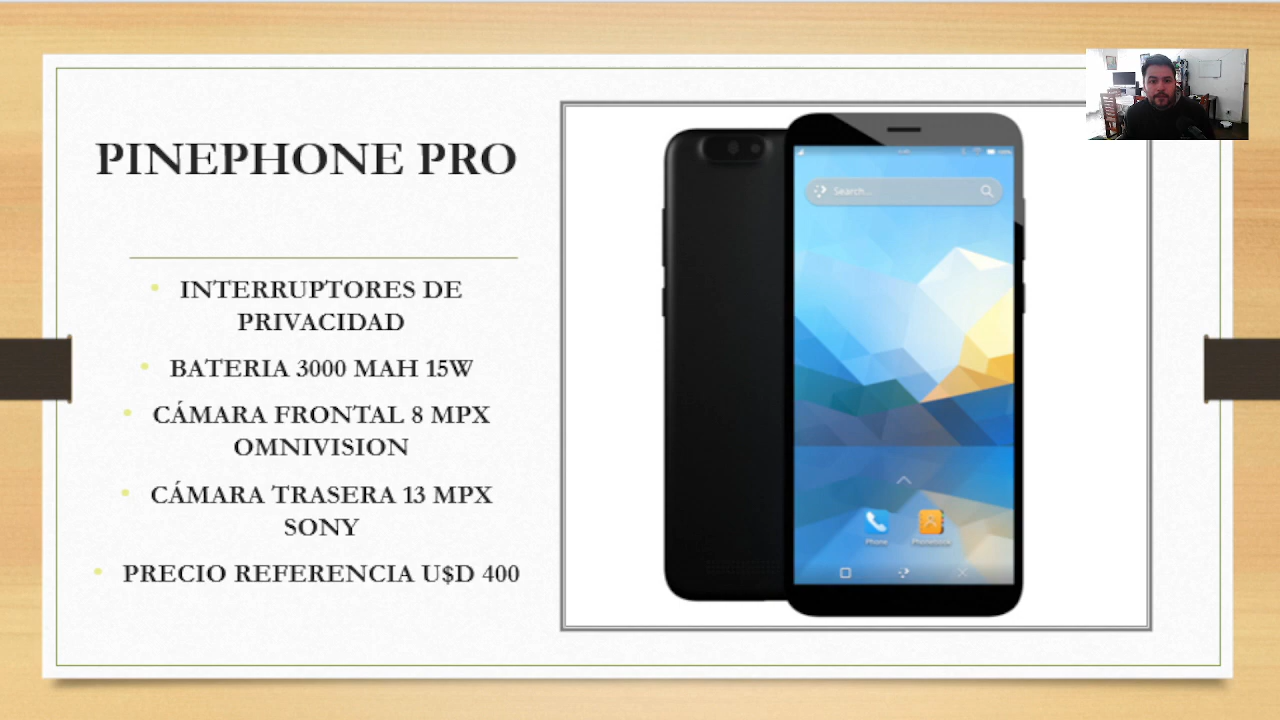 PINEPHONE PRO
INTERRUPTORES DE
PRIVACIDAD
BATERIA 3000 MAH 15W
CÁMARA FRONTAL 8 MPX
OMNIVISION
CÁMARA TRASERA 13 MPX
SONY
PRECIO REFERENCIA U$D 400
Search...
Phone
Phonebook